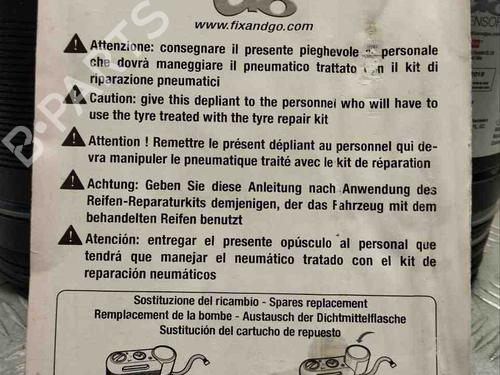 www.fixandgo.com
Attenzione: consegnare il presente pieghevole al personale
che dovrà maneggiare il pneumatico trattato con il kit di
riparazione pneumatici
Caution: give this depliant to the personnel who will have to
use the tyre treated with the tyre repair kit
Attention ! Remettre le présent dépliant au personnel qui de-
vra manipuler le pneumatique traité avec le kit de réparation
Achtung: Geben Sie diese Anleitung nach Anwendung des
Reifen-Reparaturkits demjenigen, der das Fahrzeug mit dem
behandelten Reifen benutzt
Atención: entregar el presente opúsculo al personal que
tendrá que manejar el neumático tratado con el kit de
reparación neumáticos
Sostituzione del ricambio - Spares replacement
Remplacement de la bombe - Austausch der Dichtmittelflasche
Sustitución del cartucho de repuesto
B-PARTS